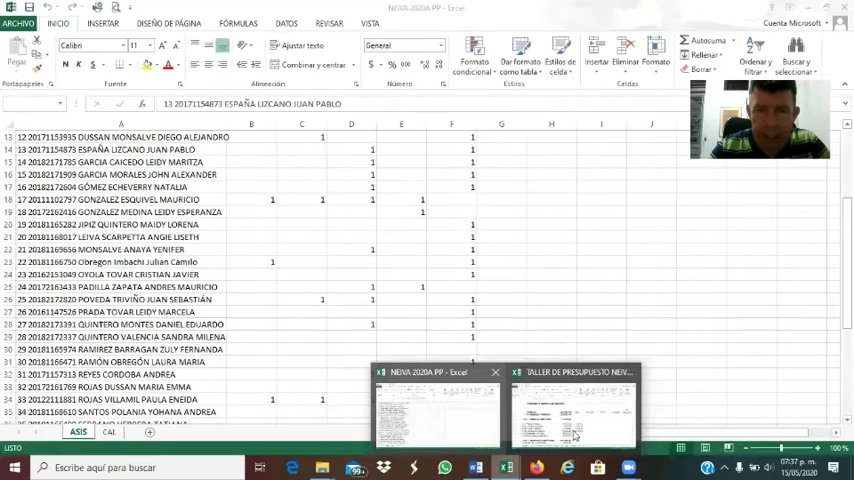 NEIVA 2020A PP - Excel
ARCHIVO INICIO INSERTAR DISEÑO DE PÁGINA FÓRMULAS DATOS REVISAR VISTA Cuenta Microsoft
Pegar
Calibri 11
N K S
Ajustar texto
Combinar y centrar
General
$ % 000
Formato condicional
Dar formato como tabla
Estilos de celda
Insertar Eliminar Formato
Autosuma
Rellenar
Borrar
Ordenar y filtrar
Buscar y seleccionar
Portapapeles Fuente Alineación Número Estilos Celdas
fx 13 20171154873 ESPAÑA LIZCANO JUAN PABLO
A B C D E F G H I J
13 12 20171153935 DUSSAN MONSALVE DIEGO ALEJANDRO 1 1
14 13 20171154873 ESPAÑA LIZCANO JUAN PABLO 1 1
15 14 20182171785 GARCIA CAICEDO LEIDY MARITZA 1 1
16 15 20182171909 GARCIA MORALES JOHN ALEXANDER 1 1
17 16 20182172604 GÓMEZ ECHEVERRY NATALIA 1 1
18 17 20111102797 GONZALEZ ESQUIVEL MAURICIO 1 1 1 1
19 18 20172162416 GONZALEZ MEDINA LEIDY ESPERANZA 1
20 19 20181165282 JIPIZ QUINTERO MAIDY LORENA 1
21 20 20181168017 LEIVA SCARPETTA ANGIE LISETH 1
22 21 20181169656 MONSALVE ANAYA YENIFER 1 1
23 22 20181166750 Obregon Imbachi Julian Camilo 1 1
24 23 20162153049 OYOLA TOVAR CRISTIAN JAVIER 1
25 24 20172163433 PADILLA ZAPATA ANDRES MAURICIO 1 1
26 25 20182172820 POVEDA TRIVIÑO JUAN SEBASTIÁN 1 1 1
27 26 20161147526 PRADA TOVAR LEIDY MARCELA 1
28 27 20182173391 QUINTERO MONTES DANIEL EDUARDO 1 1
29 28 20182172337 QUINTERO VALENCIA SANDRA MILENA 1
30 29 20181165974 RAMIREZ BARRAGAN ZULY FERNANDA
31 30 20181166471 RAMÓN OBREGÓN LAURA MARIA 1
32 31 20171157313 REYES CORDOBA ANDREA
33 32 20172161769 ROJAS DUSSAN MARIA EMMA
34 33 20122111881 ROJAS VILLAMIL PAULA ENEIDA 1 1
35 34 20181168610 SANTOS POLANIA YOHANA ANDREA
NEIVA 2020A PP - Excel
TALLER DE PRESUPUESTO NEIV...
ASIS CAL
LISTO
100 %
Escribe aquí para buscar
99+
07:37 p. m.
15/05/2020